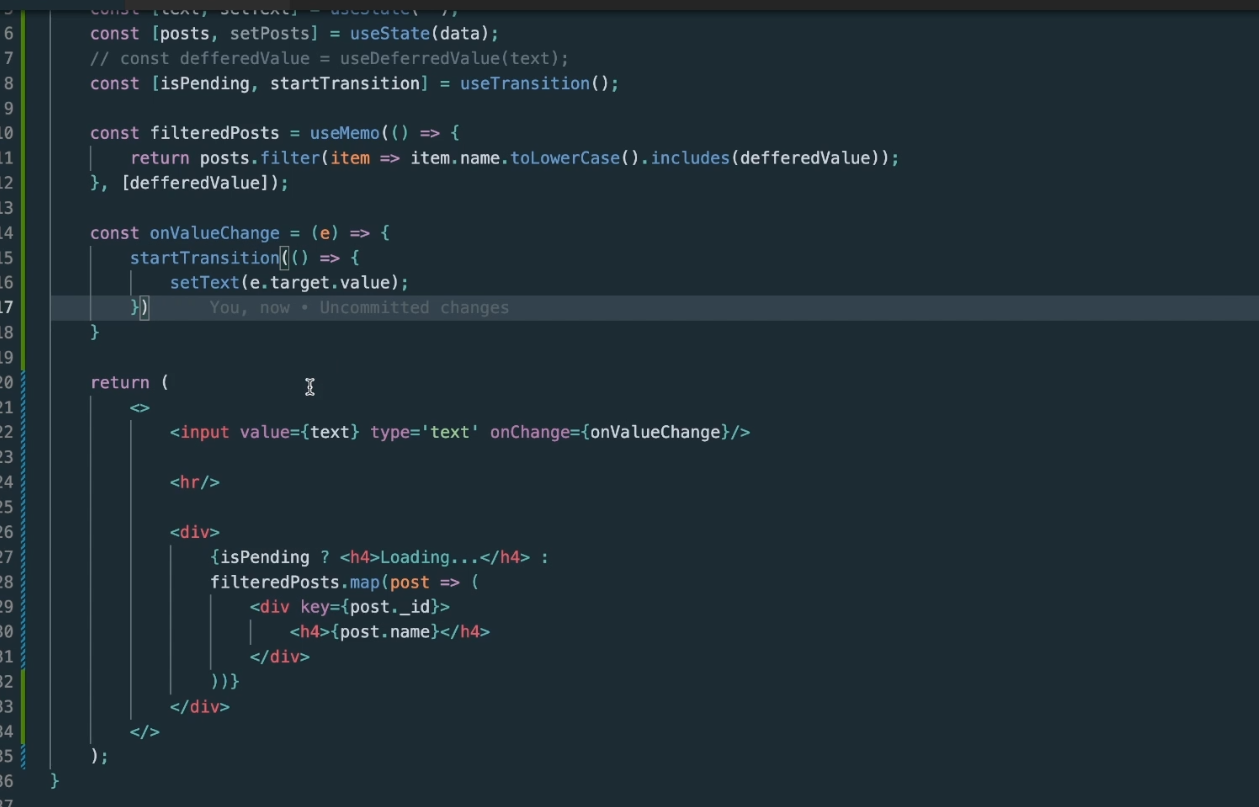 const [text, setText] = useState('');
6 const [posts, setPosts] = useState(data);
7 // const defferedValue = useDeferredValue(text);
8 const [isPending, startTransition] = useTransition();
9
10 const filteredPosts = useMemo(() => {
11 return posts.filter(item => item.name.toLowerCase().includes(defferedValue));
12 }, [defferedValue]);
13
14 const onValueChange = (e) => {
15 startTransition(() => {
16 setText(e.target.value);
17 }) You, now • Uncommitted changes
18 }
19
20 return (
21 <>
22 <input value={text} type='text' onChange={onValueChange}/>
23
24 <hr/>
25
26 <div>
27 {isPending ? <h4>Loading...</h4> :
28 filteredPosts.map(post => (
29 <div key={post._id}>
30 <h4>{post.name}</h4>
31 </div>
32 ))}
33 </div>
34 </>
35 );
36 }
37